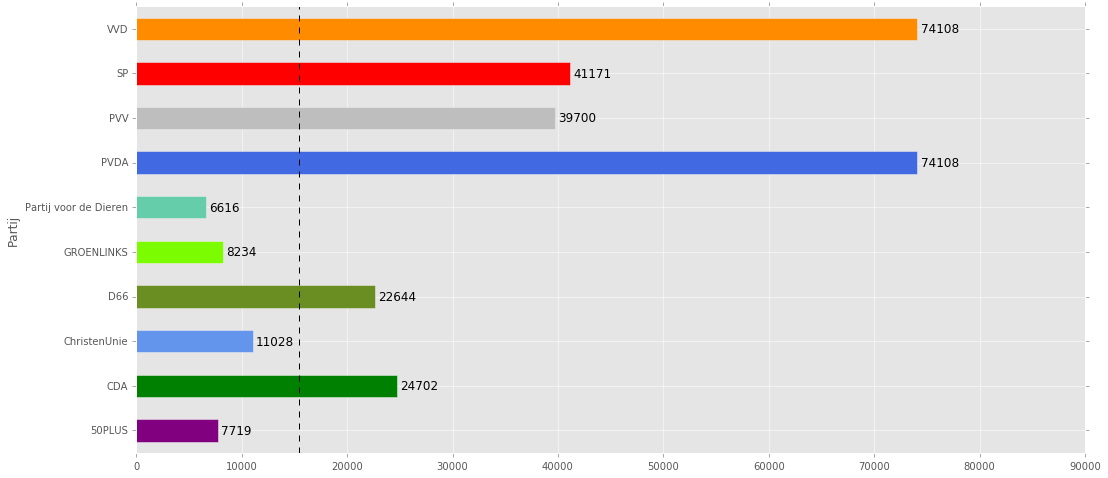 VVD 74108
SP 41171
PVV 39700
PVDA 74108
Partij voor de Dieren 6616
GROENLINKS 8234
D66 22644
ChristenUnie 11028
CDA 24702
50PLUS 7719
Partij
0 10000 20000 30000 40000 50000 60000 70000 80000 90000